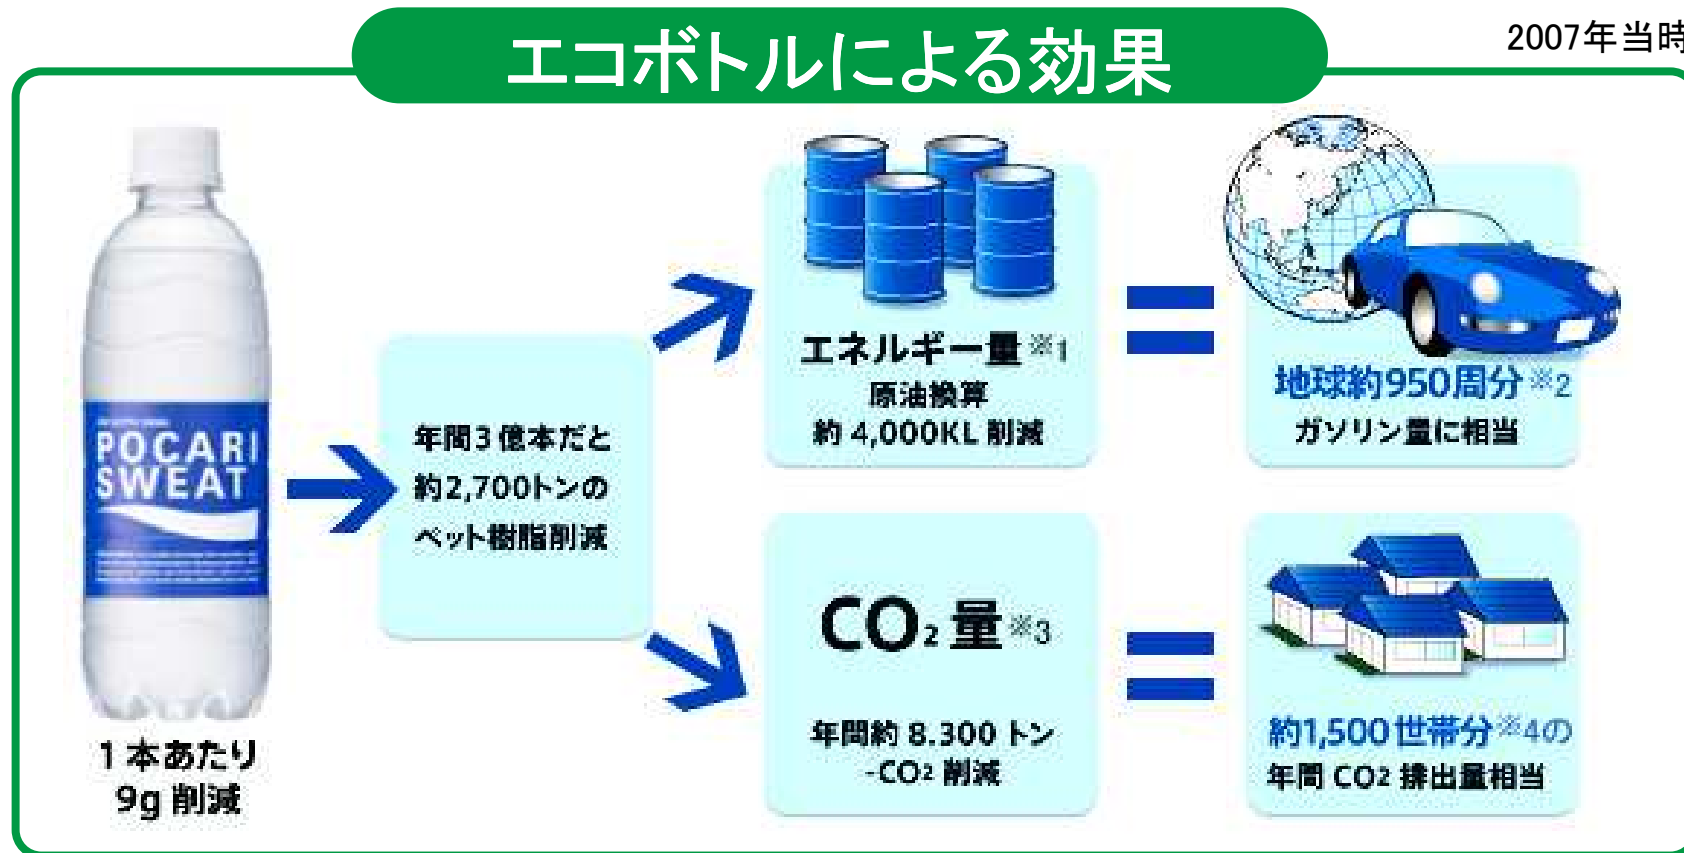 エコボトルによる効果
2007年当時
POCARI
SWEAT
1本あたり
9g 削減
年間3億本だと
約2,700トンの
ペット樹脂削減
エネルギー量※1
原油換算
約 4,000KL 削減
地球約950周分※2
ガソリン量に相当
CO2 量※3
年間約 8.300 トン
-CO2 削減
約1,500世帯分※4の
年間 CO2 排出量相当